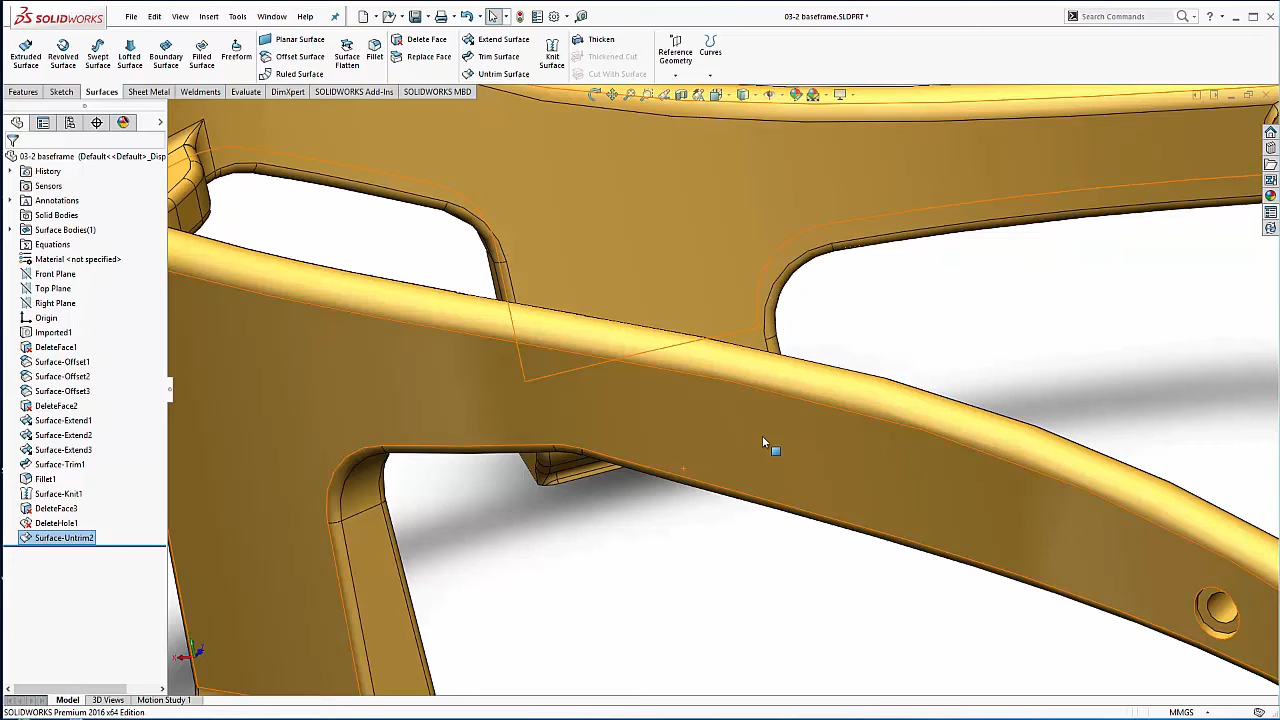 SOLIDWORKS File Edit View Insert Tools Window Help 03-2 baseframe.SLDPRT * Search Commands ?
Extruded Surface Revolved Surface Swept Surface Lofted Surface Boundary Surface Filled Surface Freeform
Planar Surface
Offset Surface
Ruled Surface
Surface Flatten Fillet
Delete Face
Replace Face
Extend Surface
Trim Surface
Untrim Surface
Knit Surface
Thicken
Thickened Cut
Cut With Surface
Reference Geometry Curves
Features Sketch Surfaces Sheet Metal Weldments Evaluate DimXpert SOLIDWORKS Add-Ins SOLIDWORKS MBD
03-2 baseframe (Default<<Default>_Disp
History
Sensors
Annotations
Solid Bodies
Surface Bodies(1)
Equations
Material <not specified>
Front Plane
Top Plane
Right Plane
Origin
Imported1
DeleteFace1
Surface-Offset1
Surface-Offset2
Surface-Offset3
DeleteFace2
Surface-Extend1
Surface-Extend2
Surface-Extend3
Surface-Trim1
Fillet1
Surface-Knit1
DeleteFace3
DeleteHole1
Surface-Untrim2
Model 3D Views Motion Study 1
SOLIDWORKS Premium 2016 x64 Edition MMGS